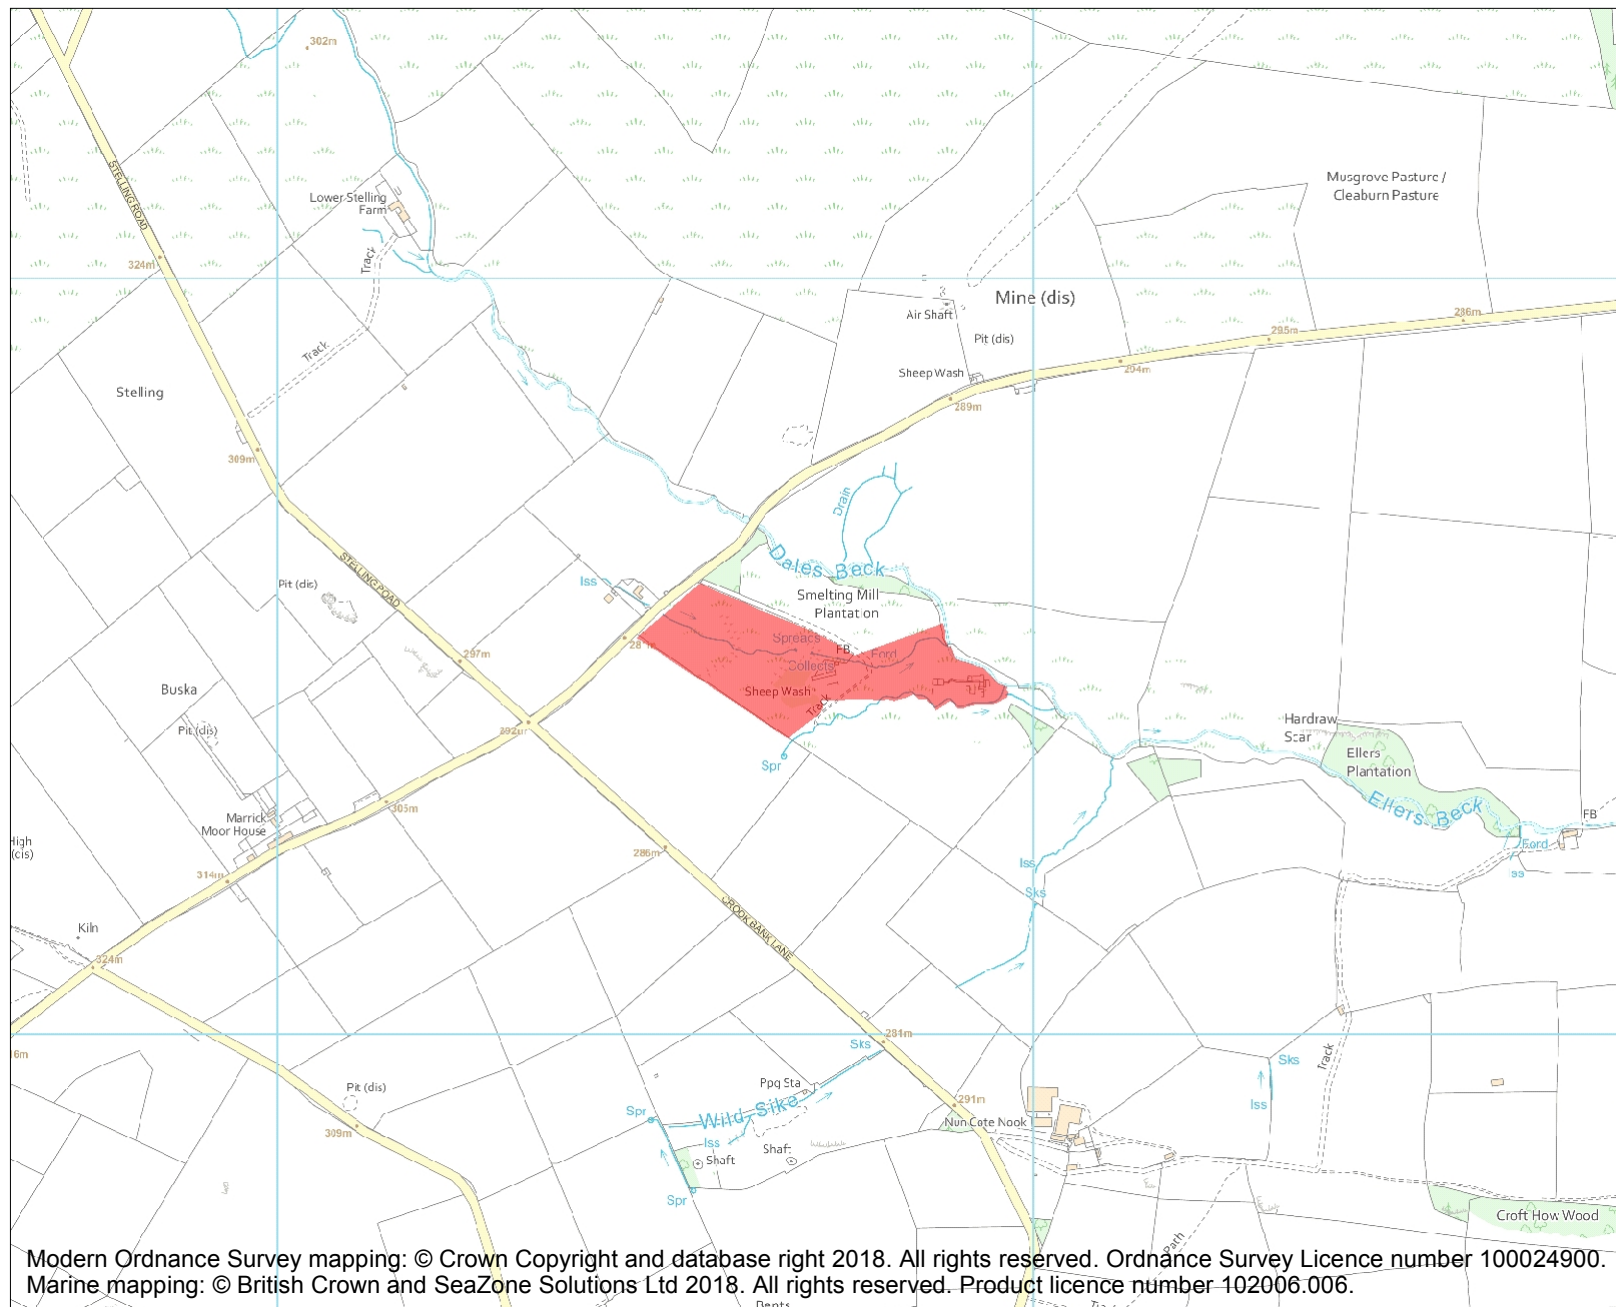 302m
Musgrove Pasture /
Cleaburn Pasture
STELLING ROAD
Lower Stelling
Farm
Track
324m
Mine (dis)
Air Shaft
Pit (dis)
286m
295m
294m
Track
Sheep Wash
Stelling
289m
309m
Drain
STELLING ROAD
Dales Beck
Iss
Pit (dis)
Smelting Mill
Plantation
Spreads
FB
Ford
297m
Collects
Buska
Sheep Wash
Track
Pit (dis)
Hardraw
Scar
Ellers
Plantation
Spr
Ellers Beck
305m
Marrick
Moor House
FB
Ford
Iss
286m
Iss
314m
Sks
CROOK BANK LANE
Kiln
324m
281m
Sks
Sks
Track
Pit (dis)
Ppg Sta
Iss
291m
Spr
Wild Sike
Nun Cote Nook
309m
Iss
Shaft
Shaft
Spr
Croft How Wood
Path
Modern Ordnance Survey mapping: © Crown Copyright and database right 2018. All rights reserved. Ordnance Survey Licence number 100024900.
Marine mapping: © British Crown and SeaZone Solutions Ltd 2018. All rights reserved. Product licence number 102006.006.